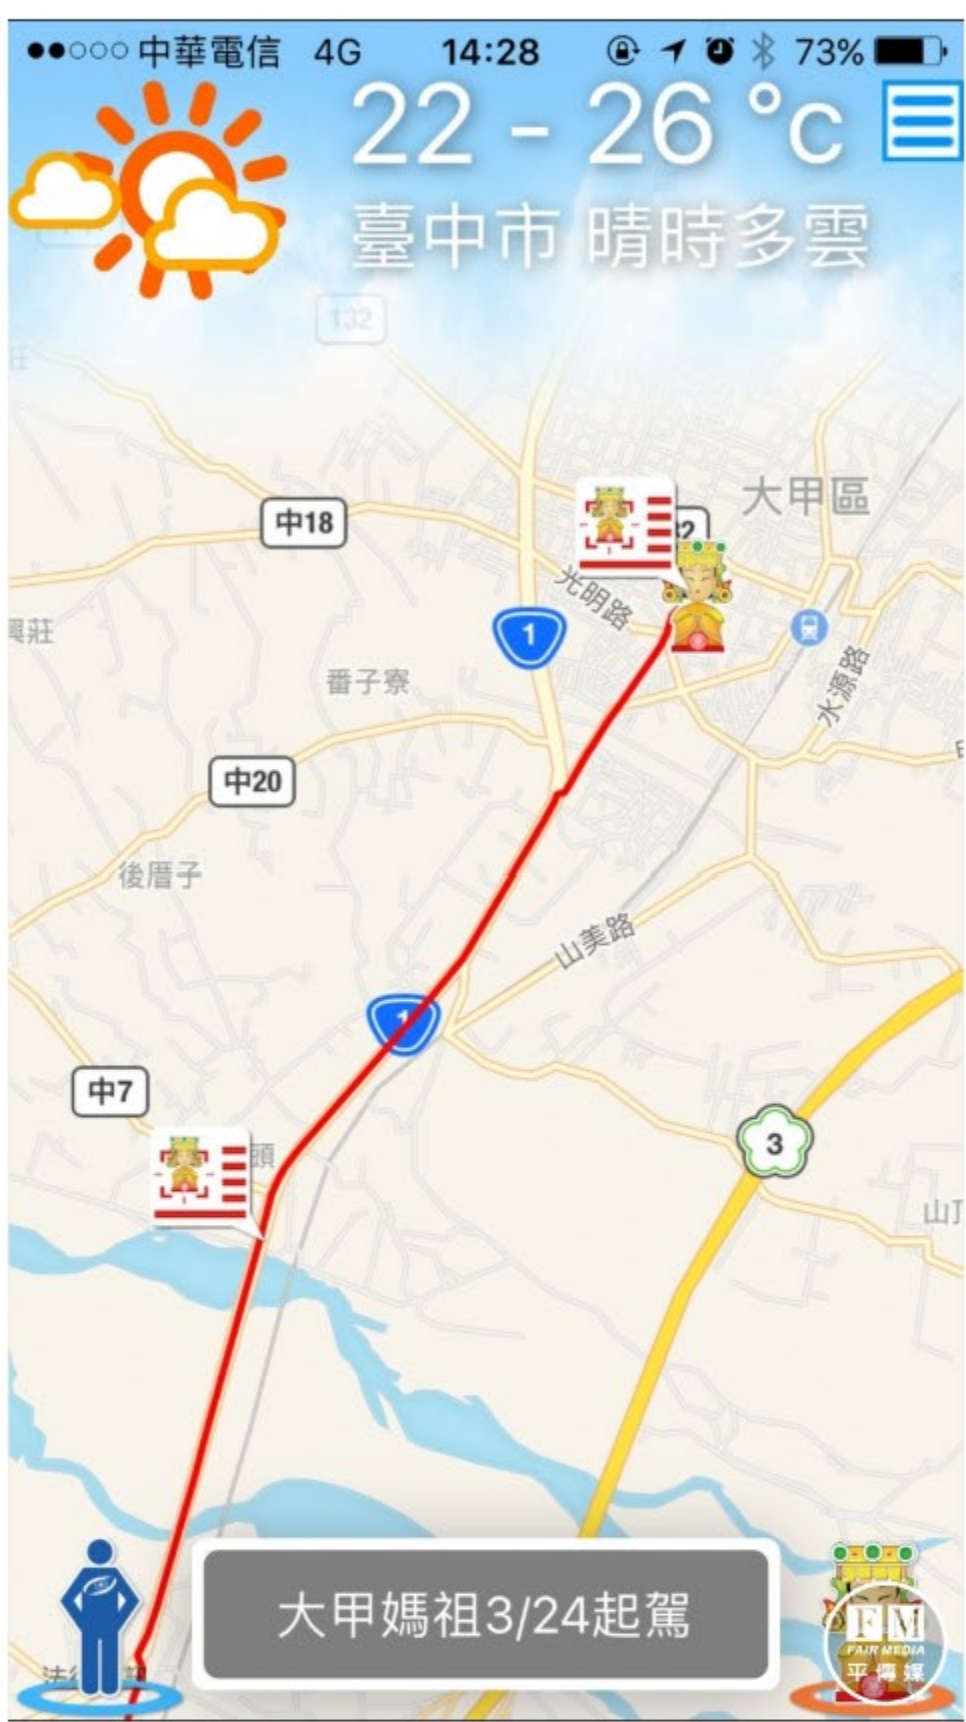 中華電信 4G 14:28 73%
22 - 26 °c
臺中市 晴時多雲
132
大甲區
中18
光明路
1
番子寮
水源路
中20
後厝子
山美路
1
中7
3
頭
大甲媽祖3/24起駕
FM
FAIR MEDIA
平傳媒